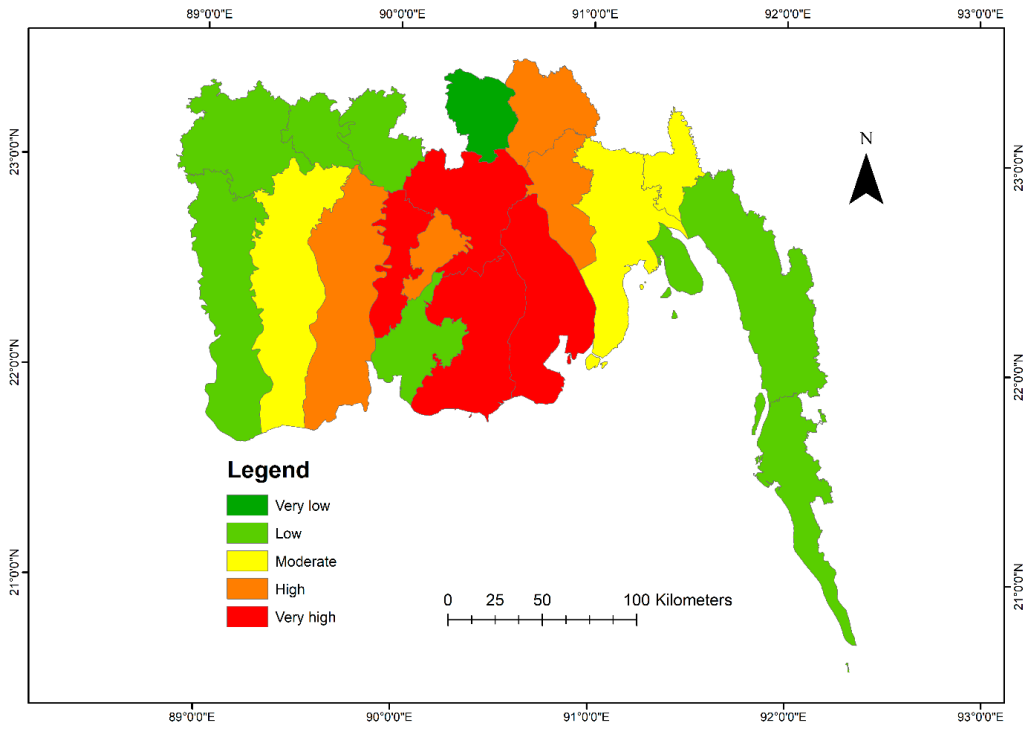 89°0'0"E 90°0'0"E 91°0'0"E 92°0'0"E 93°0'0"E
N
23°0'0"N 23°0'0"N
22°0'0"N 22°0'0"N
Legend
Very low
Low
Moderate
High
Very high
21°0'0"N 21°0'0"N
0 25 50 100 Kilometers
89°0'0"E 90°0'0"E 91°0'0"E 92°0'0"E 93°0'0"E